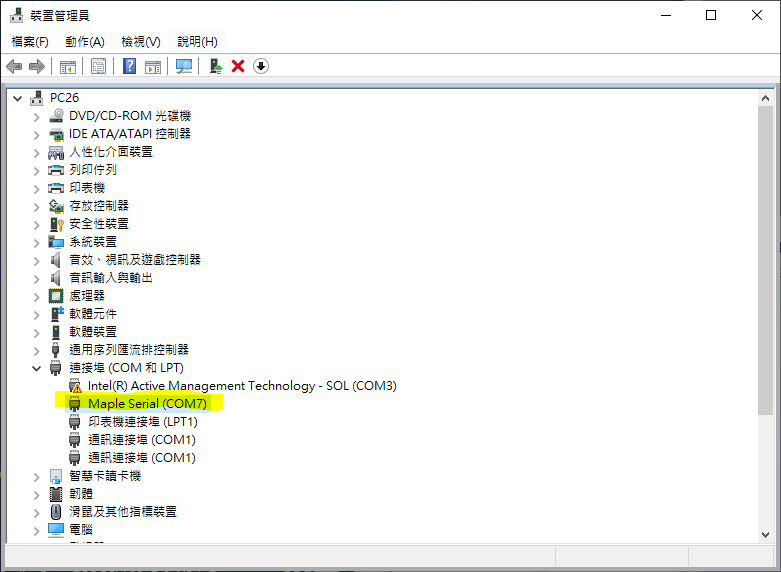 裝置管理員
檔案(F) 動作(A) 檢視(V) 說明(H)
PC26
DVD/CD-ROM 光碟機
IDE ATA/ATAPI 控制器
人性化介面裝置
列印佇列
印表機
存放控制器
安全性裝置
系統裝置
音效、視訊及遊戲控制器
音訊輸入與輸出
處理器
軟體元件
軟體裝置
通用序列匯流排控制器
連接埠 (COM 和 LPT)
Intel(R) Active Management Technology - SOL (COM3)
Maple Serial (COM7)
印表機連接埠 (LPT1)
通訊連接埠 (COM1)
通訊連接埠 (COM1)
智慧卡讀卡機
韌體
滑鼠及其他指標裝置
電腦